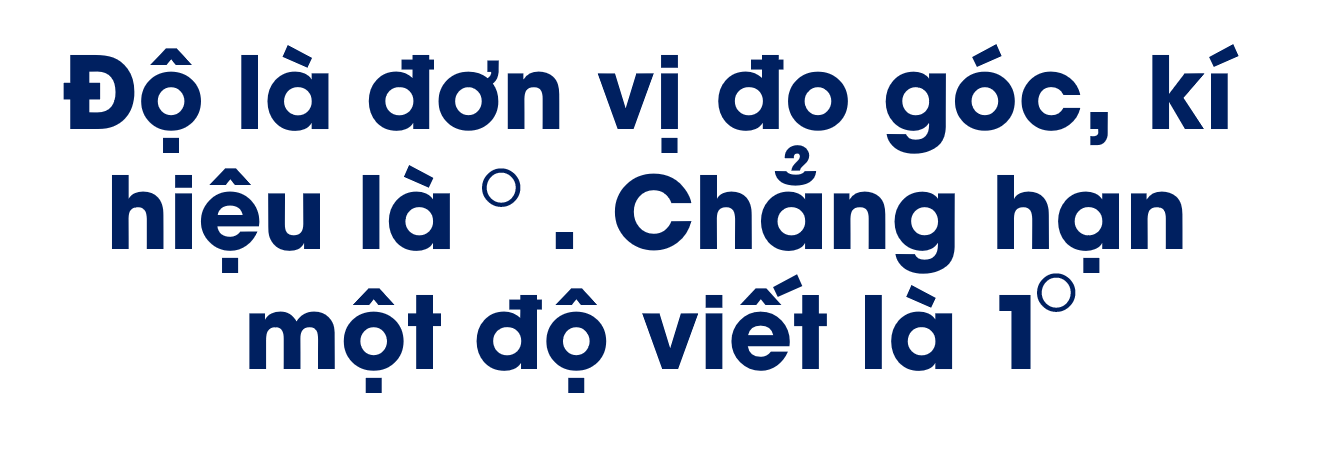 Độ là đơn vị đo góc, kí
hiệu là ° . Chẳng hạn
một độ viết là 1°